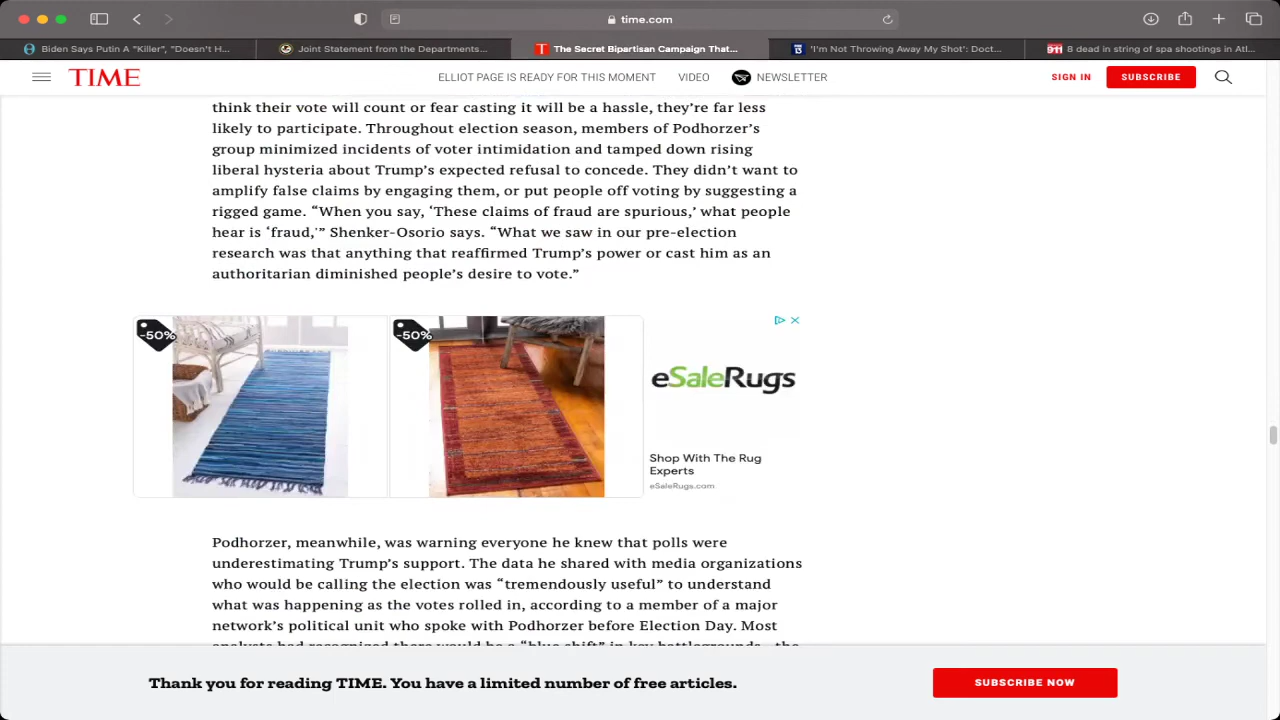 time.com
Biden Says Putin A "Killer", "Doesn't H...
Joint Statement from the Departments...
The Secret Bipartisan Campaign That...
'I'm Not Throwing Away My Shot': Doct...
8 dead in string of spa shootings in Atl...
TIME
ELLIOT PAGE IS READY FOR THIS MOMENT
VIDEO
NEWSLETTER
SIGN IN
SUBSCRIBE
think their vote will count or fear casting it will be a hassle, they’re far less
likely to participate. Throughout election season, members of Podhorzer’s
group minimized incidents of voter intimidation and tamped down rising
liberal hysteria about Trump’s expected refusal to concede. They didn’t want to
amplify false claims by engaging them, or put people off voting by suggesting a
rigged game. “When you say, ‘These claims of fraud are spurious,’ what people
hear is ‘fraud,'” Shenker-Osorio says. “What we saw in our pre-election
research was that anything that reaffirmed Trump’s power or cast him as an
authoritarian diminished people’s desire to vote.”
-50%
-50%
eSaleRugs
Shop With The Rug
Experts
eSaleRugs.com
Podhorzer, meanwhile, was warning everyone he knew that polls were
underestimating Trump’s support. The data he shared with media organizations
who would be calling the election was “tremendously useful” to understand
what was happening as the votes rolled in, according to a member of a major
network’s political unit who spoke with Podhorzer before Election Day. Most
analysts had recognized there would be a “blue shift” in key battlegrounds—the
Thank you for reading TIME. You have a limited number of free articles.
SUBSCRIBE NOW